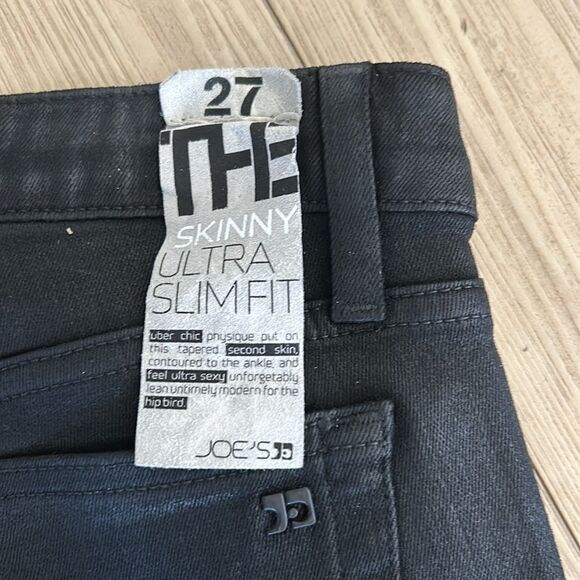 27
THE
SKINNY
ULTRA
SLIM FIT
uber chic physique put on
this tapered second skin,
contoured to the ankle, and
feel ultra sexy unforgetably
lean untimely modern for the
hip bird.
JOE'S